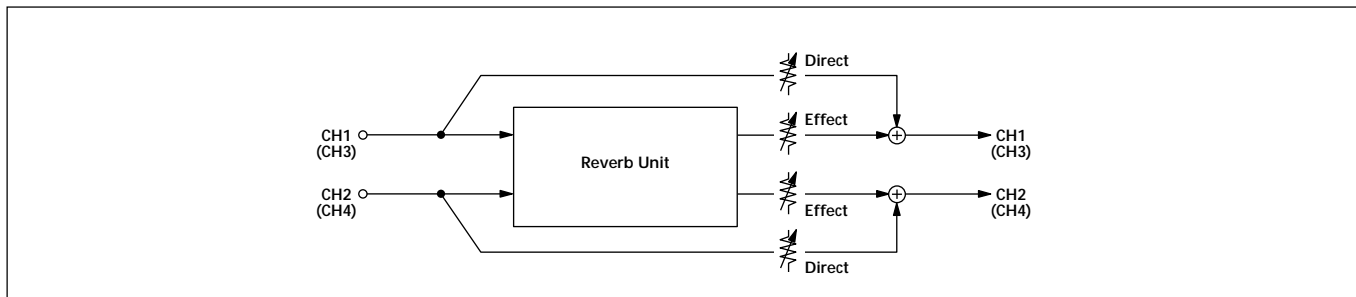 Direct
CH1
(CH3)
Effect
CH1
(CH3)
Reverb Unit
CH2
(CH4)
Effect
CH2
(CH4)
Direct